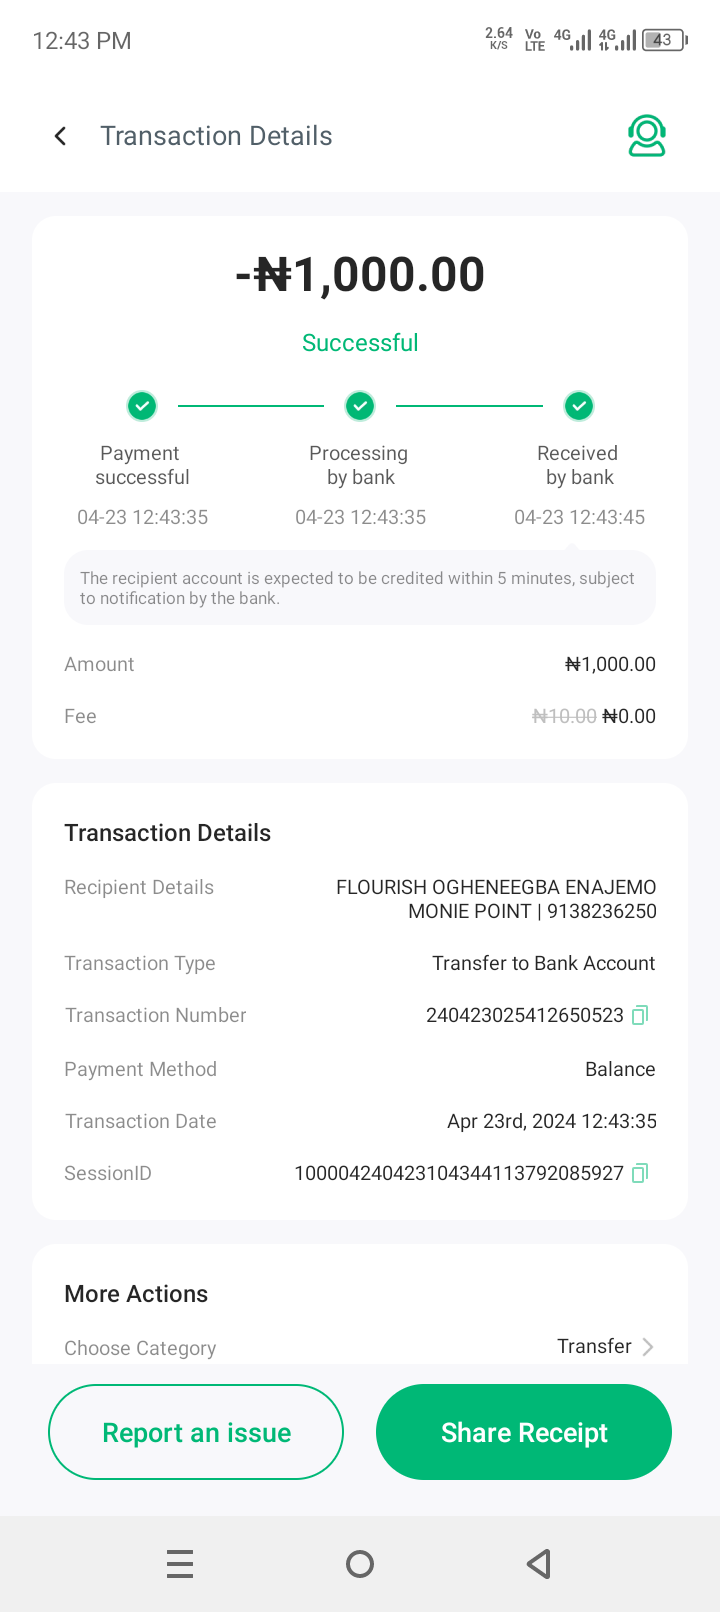 12:43 PM
2.64 K/S Vo LTE 4G 4G 43
Transaction Details
-₦1,000.00
Successful
Payment successful
Processing by bank
Received by bank
04-23 12:43:35
04-23 12:43:35
04-23 12:43:45
The recipient account is expected to be credited within 5 minutes, subject
to notification by the bank.
Amount ₦1,000.00
Fee ₦10.00 ₦0.00
Transaction Details
Recipient Details FLOURISH OGHENEEGBA ENAJEMO
MONIE POINT | 9138236250
Transaction Type Transfer to Bank Account
Transaction Number 240423025412650523
Payment Method Balance
Transaction Date Apr 23rd, 2024 12:43:35
SessionID 100004240423104344113792085927
More Actions
Choose Category Transfer
Report an issue
Share Receipt